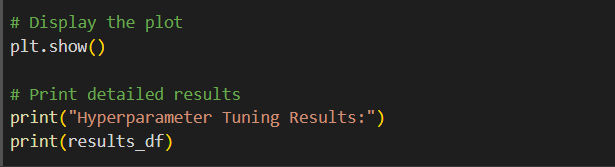 # Display the plot
plt.show()
# Print detailed results
print("Hyperparameter Tuning Results:")
print(results_df)